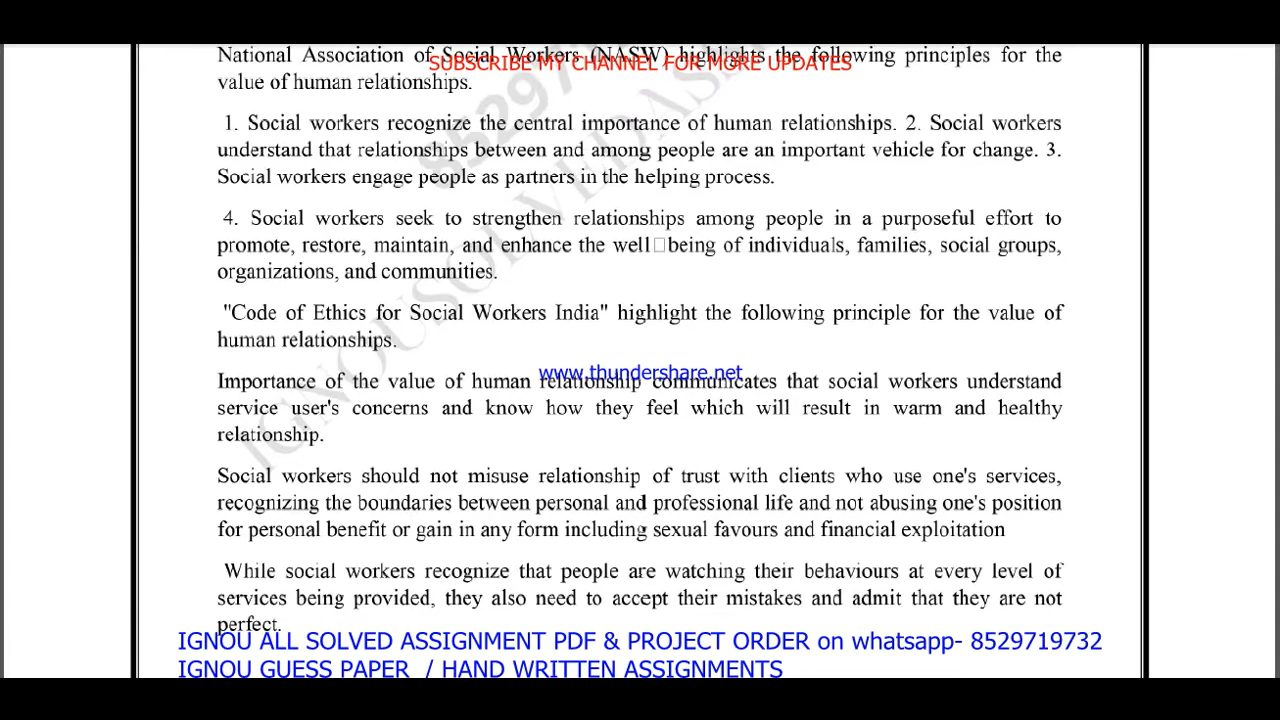 National Association of Social Workers (NASW) highlights the following principles for the
SUBSCRIBE MY CHANNEL FOR MORE UPDATES
value of human relationships.
1. Social workers recognize the central importance of human relationships. 2. Social workers
understand that relationships between and among people are an important vehicle for change. 3.
Social workers engage people as partners in the helping process.
4. Social workers seek to strengthen relationships among people in a purposeful effort to
promote, restore, maintain, and enhance the well□being of individuals, families, social groups,
organizations, and communities.
"Code of Ethics for Social Workers India" highlight the following principle for the value of
human relationships.
www.thundershare.net
Importance of the value of human relationship communicates that social workers understand
service user's concerns and know how they feel which will result in warm and healthy
relationship.
Social workers should not misuse relationship of trust with clients who use one's services,
recognizing the boundaries between personal and professional life and not abusing one's position
for personal benefit or gain in any form including sexual favours and financial exploitation
While social workers recognize that people are watching their behaviours at every level of
services being provided, they also need to accept their mistakes and admit that they are not
perfect.
IGNOU ALL SOLVED ASSIGNMENT PDF & PROJECT ORDER on whatsapp- 8529719732
IGNOU GUESS PAPER / HAND WRITTEN ASSIGNMENTS